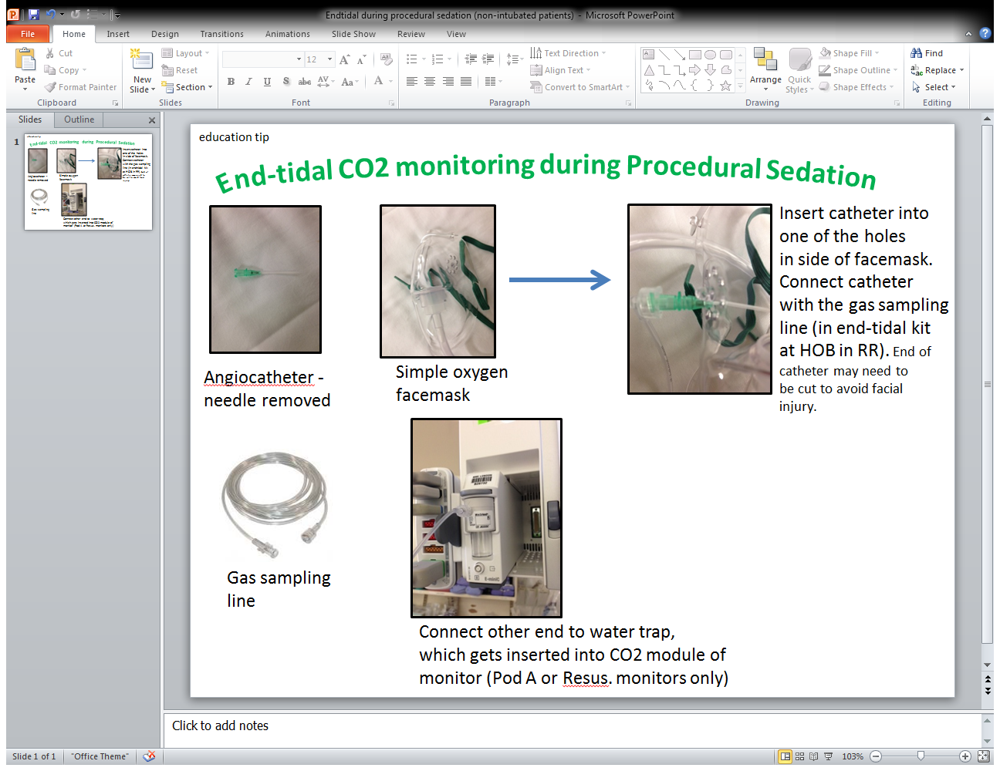 Endtidal during procedural sedation (non-intubated patients) - Microsoft PowerPoint
File Home Insert Design Transitions Animations Slide Show Review View
Paste
Cut
Copy
Format Painter
Clipboard
New Slide
Layout
Reset
Section
Slides
12
B I U S abc AV Aa A
Font
Text Direction
Align Text
Convert to SmartArt
Paragraph
Arrange
Quick Styles
Shape Fill
Shape Outline
Shape Effects
Drawing
Find
Replace
Select
Editing
Slides Outline
1
education tip
End-tidal CO2 monitoring during Procedural Sedation
Angiocatheter -
needle removed
Simple oxygen
facemask
Insert catheter into
one of the holes
in side of facemask.
Connect catheter
with the gas sampling
line (in end-tidal kit
at HOB in RR). End of
catheter may need to
be cut to avoid facial
injury.
Gas sampling
line
E-miniC
Connect other end to water trap,
which gets inserted into CO2 module of
monitor (Pod A or Resus. monitors only)
Click to add notes
Slide 1 of 1 "Office Theme" 103%